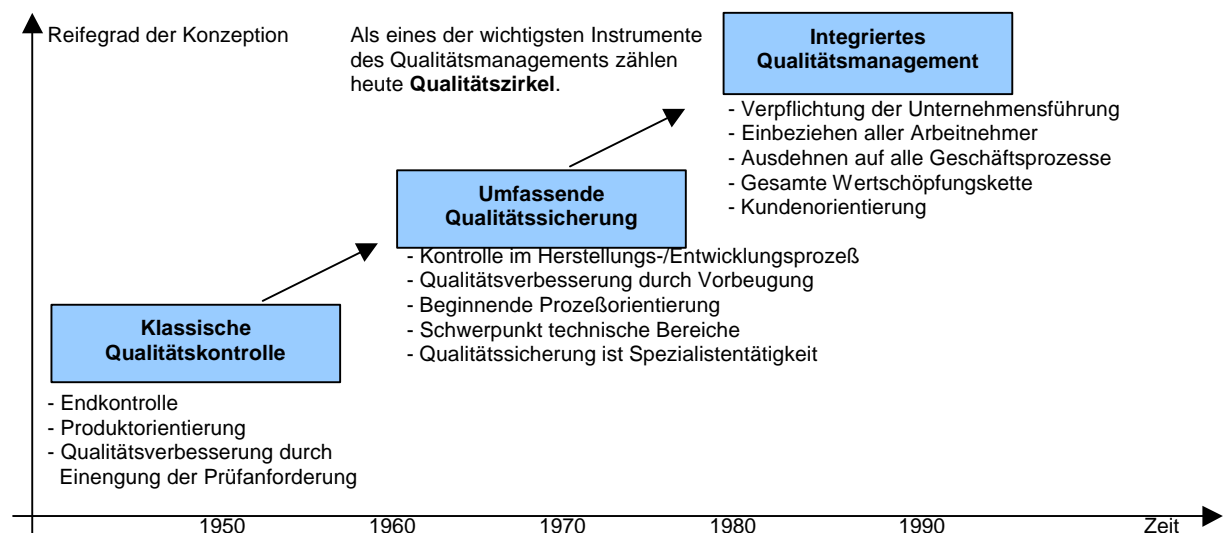 Reifegrad der Konzeption
Als eines der wichtigsten Instrumente
des Qualitätsmanagements zählen
heute Qualitätszirkel.
Integriertes
Qualitätsmanagement
- Verpflichtung der Unternehmensführung
- Einbeziehen aller Arbeitnehmer
- Ausdehnen auf alle Geschäftsprozesse
- Gesamte Wertschöpfungskette
- Kundenorientierung
Umfassende
Qualitätssicherung
- Kontrolle im Herstellungs-/Entwicklungsprozeß
- Qualitätsverbesserung durch Vorbeugung
- Beginnende Prozeßorientierung
- Schwerpunkt technische Bereiche
- Qualitätssicherung ist Spezialistentätigkeit
Klassische
Qualitätskontrolle
- Endkontrolle
- Produktorientierung
- Qualitätsverbesserung durch
Einengung der Prüfanforderung
1950 1960 1970 1980 1990 Zeit